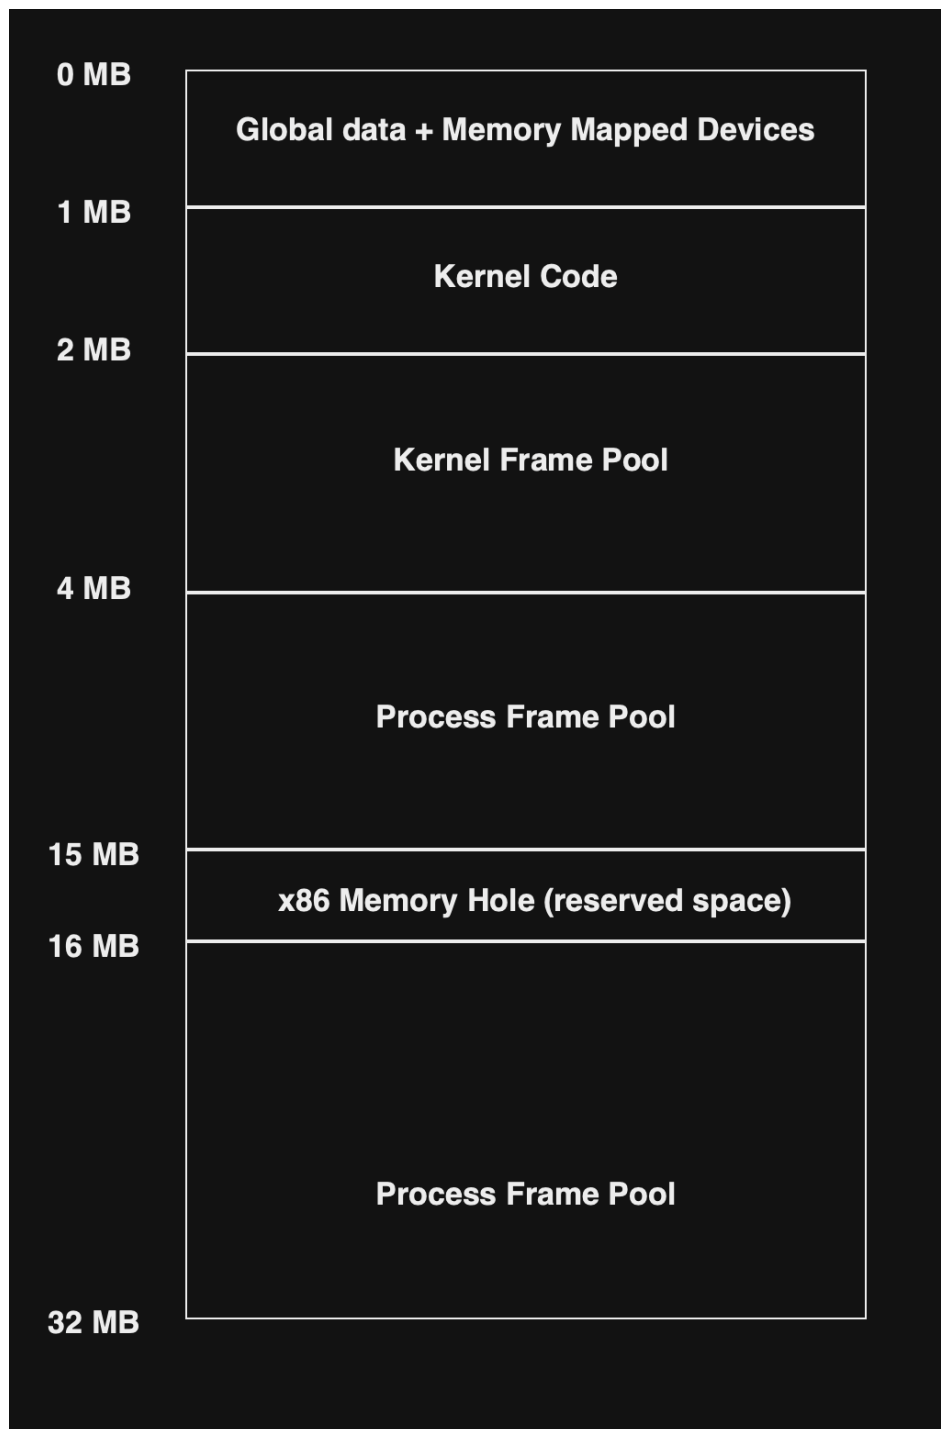 0 MB
Global data + Memory Mapped Devices
1 MB
Kernel Code
2 MB
Kernel Frame Pool
4 MB
Process Frame Pool
15 MB
x86 Memory Hole (reserved space)
16 MB
Process Frame Pool
32 MB